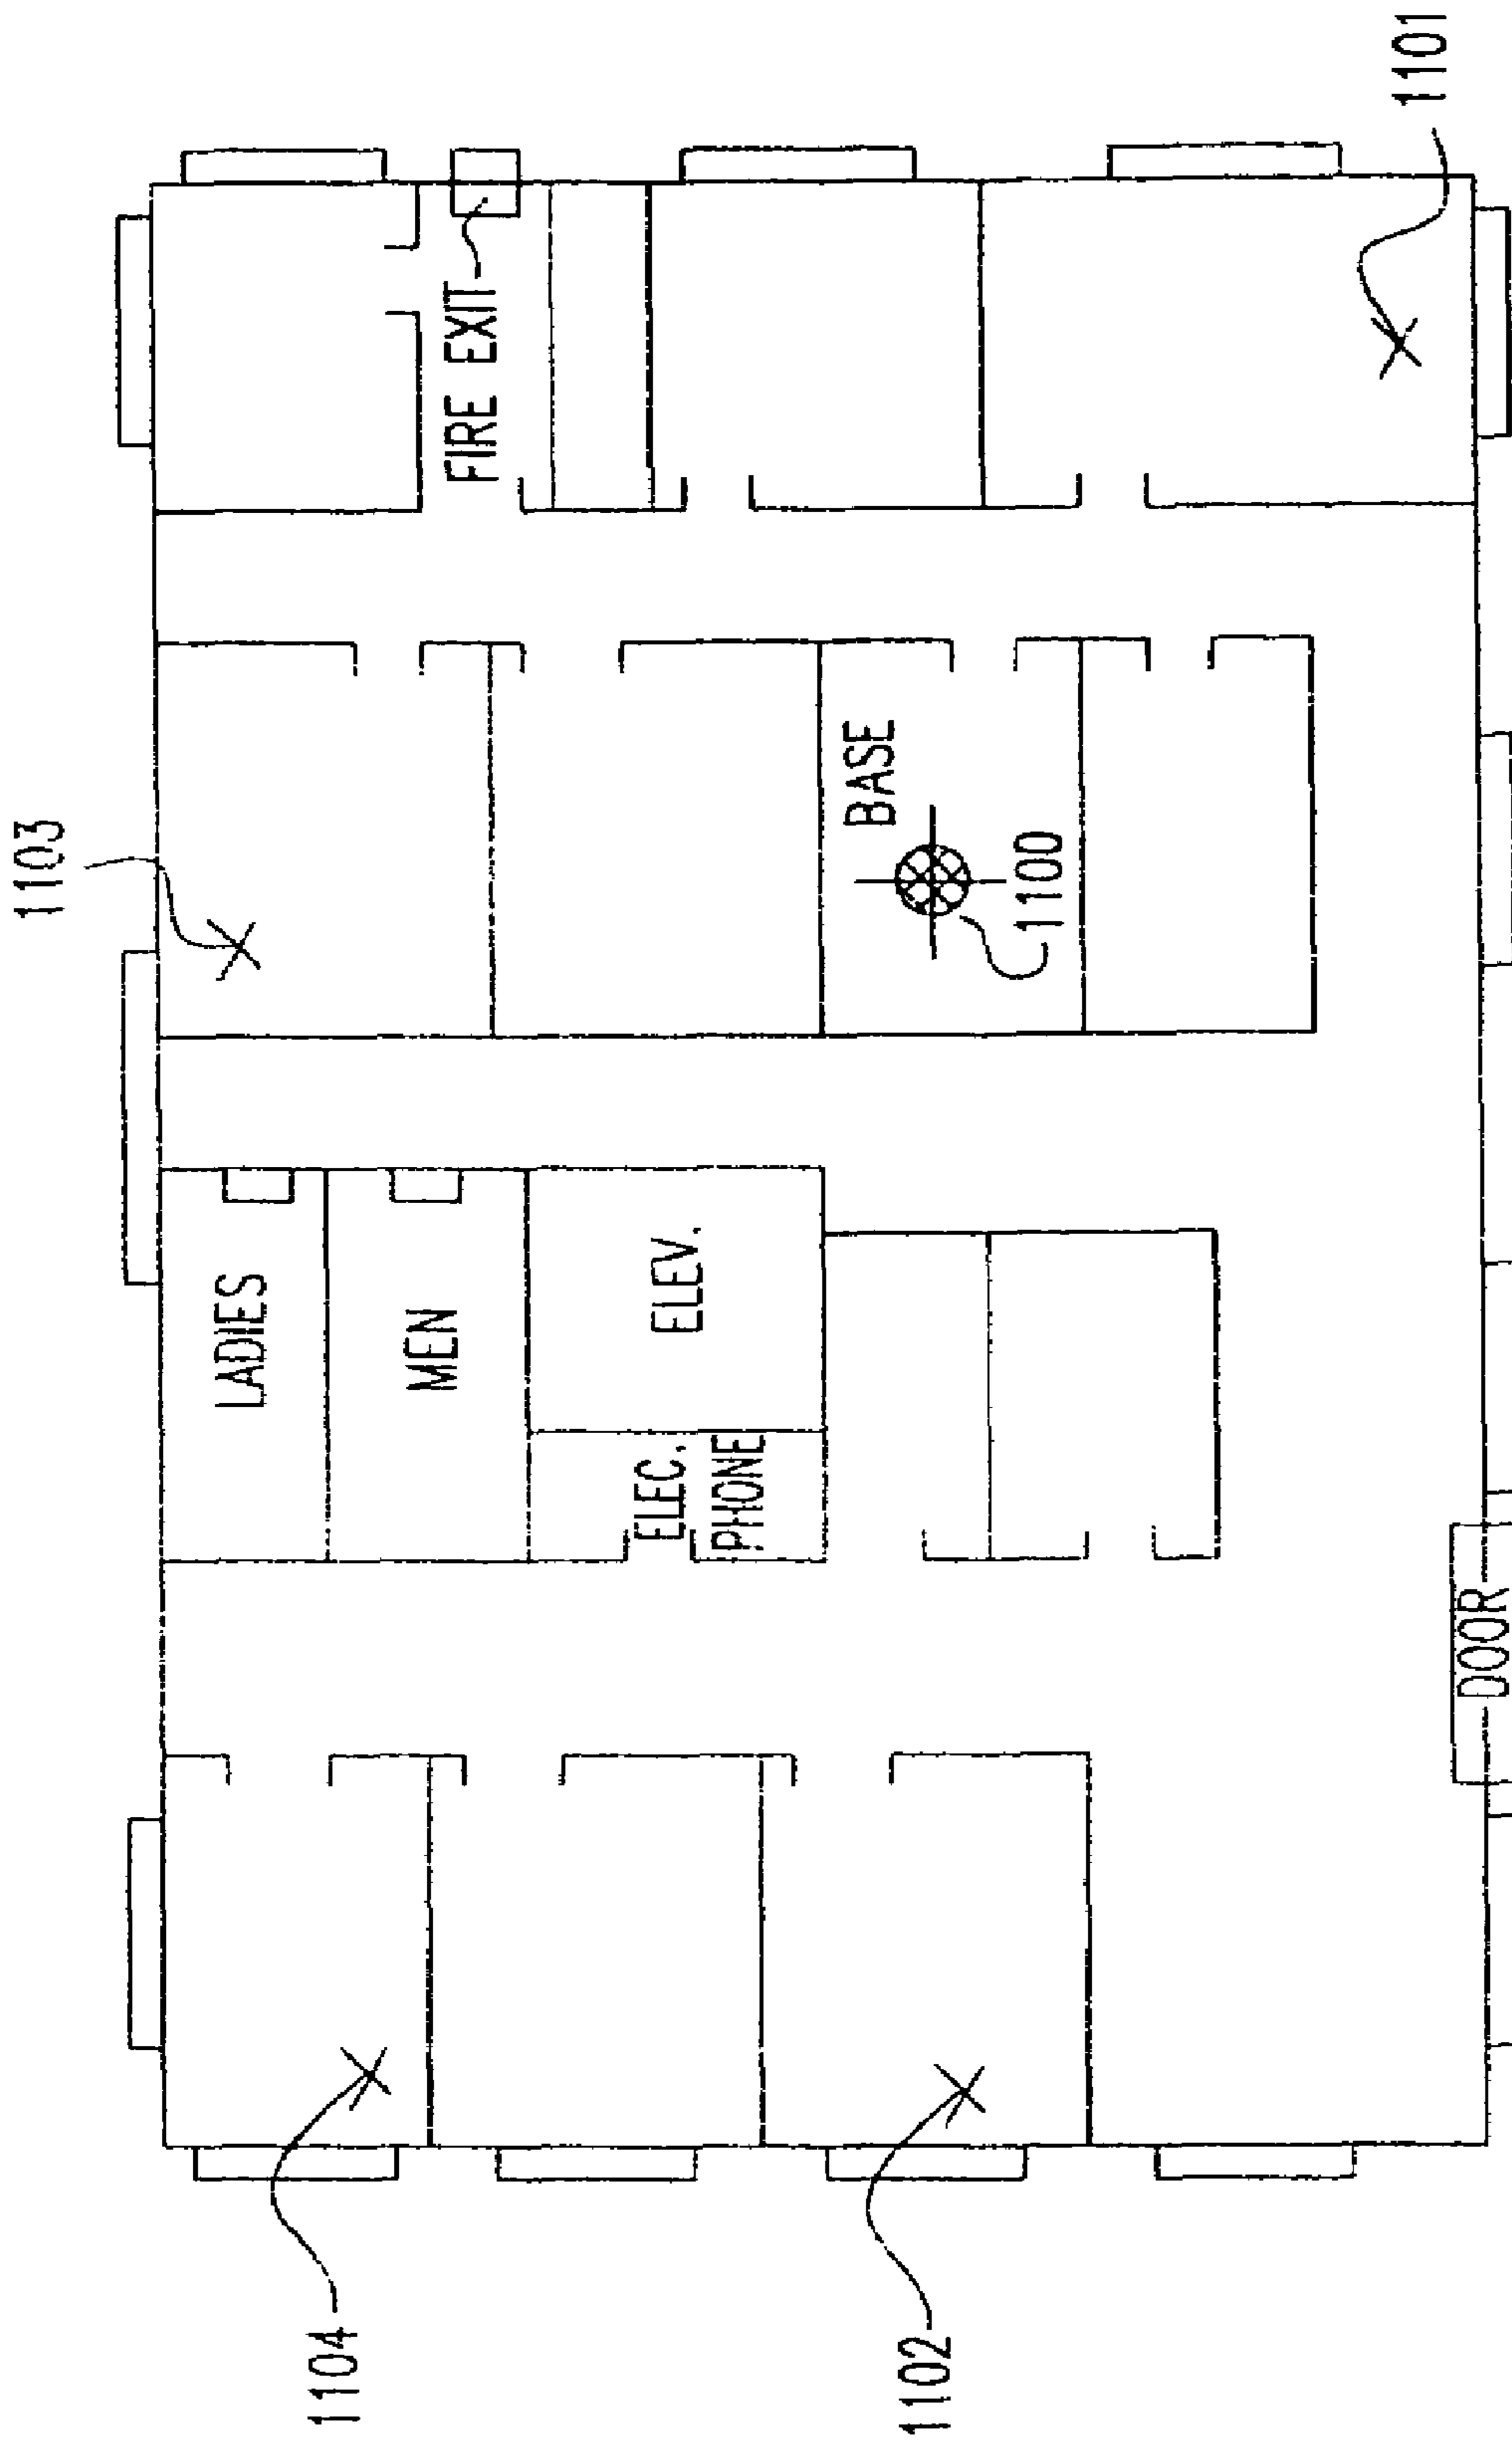 1104
1103
LADIES
MEN
FIRE EXIT
ELEC.
PHONE
ELEV.
BASE
1102
1100
1101
DOOR